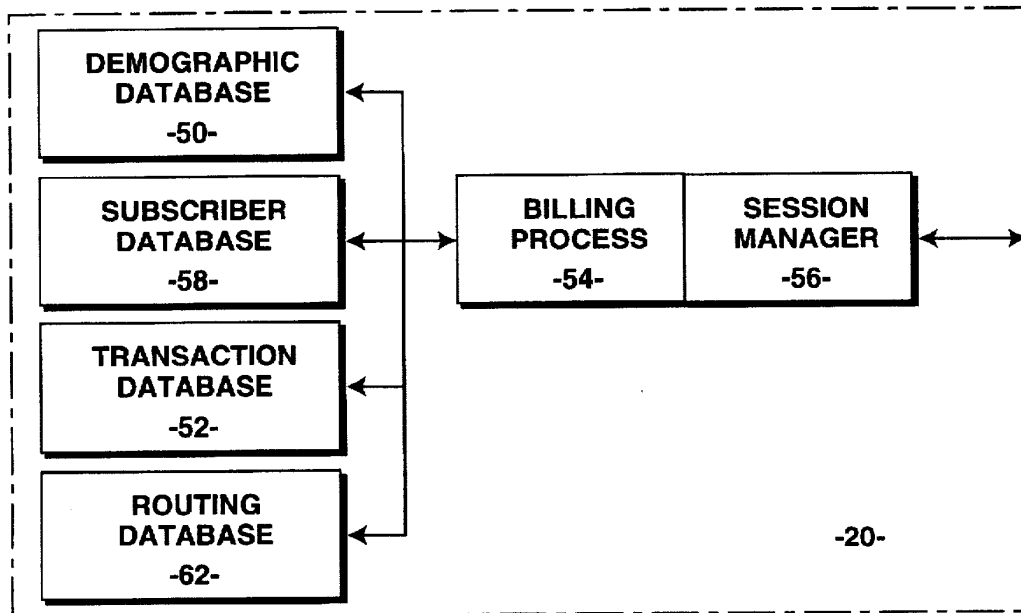 DEMOGRAPHIC
DATABASE
-50-
SUBSCRIBER
DATABASE
-58-
TRANSACTION
DATABASE
-52-
ROUTING
DATABASE
-62-
BILLING
PROCESS
-54-
SESSION
MANAGER
-56-
-20-